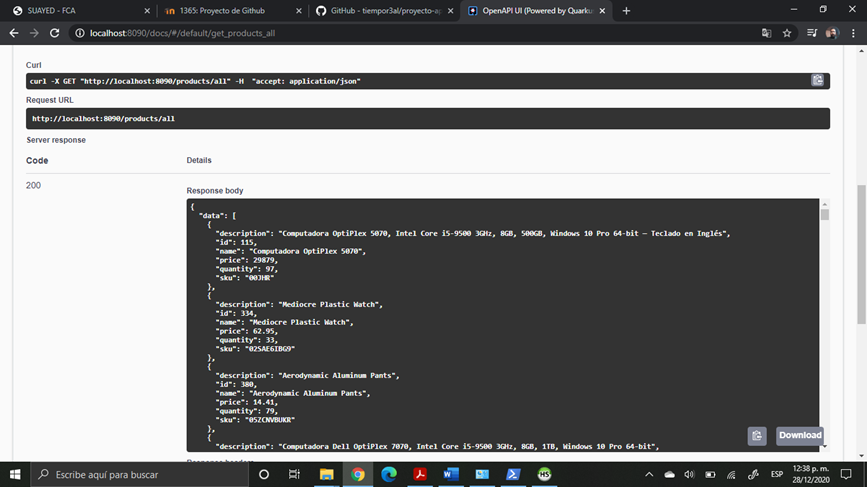 SUAYED - FCA
1365: Proyecto de Github
GitHub - tiempor3al/proyecto-ap
OpenAPI UI (Powered by Quarku
localhost:8090/docs/#/default/get_products_all
Curl
curl -X GET "http://localhost:8090/products/all" -H "accept: application/json"
Request URL
http://localhost:8090/products/all
Server response
Code
Details
200
Response body
{
"data": [
{
"description": "Computadora OptiPlex 5070, Intel Core i5-9500 3GHz, 8GB, 500GB, Windows 10 Pro 64-bit — Teclado en Inglés",
"id": 115,
"name": "Computadora OptiPlex 5070",
"price": 29879,
"quantity": 97,
"sku": "00JHR"
},
{
"description": "Mediocre Plastic Watch",
"id": 334,
"name": "Mediocre Plastic Watch",
"price": 62.95,
"quantity": 33,
"sku": "02SAE6IBG9"
},
{
"description": "Aerodynamic Aluminum Pants",
"id": 380,
"name": "Aerodynamic Aluminum Pants",
"price": 14.41,
"quantity": 79,
"sku": "05ZCNVBUKR"
},
{
"description": "Computadora Dell OptiPlex 7070, Intel Core i5-9500 3GHz, 8GB, 1TB, Windows 10 Pro 64-bit",
Download
Escribe aquí para buscar
ESP
12:38 p. m.
28/12/2020